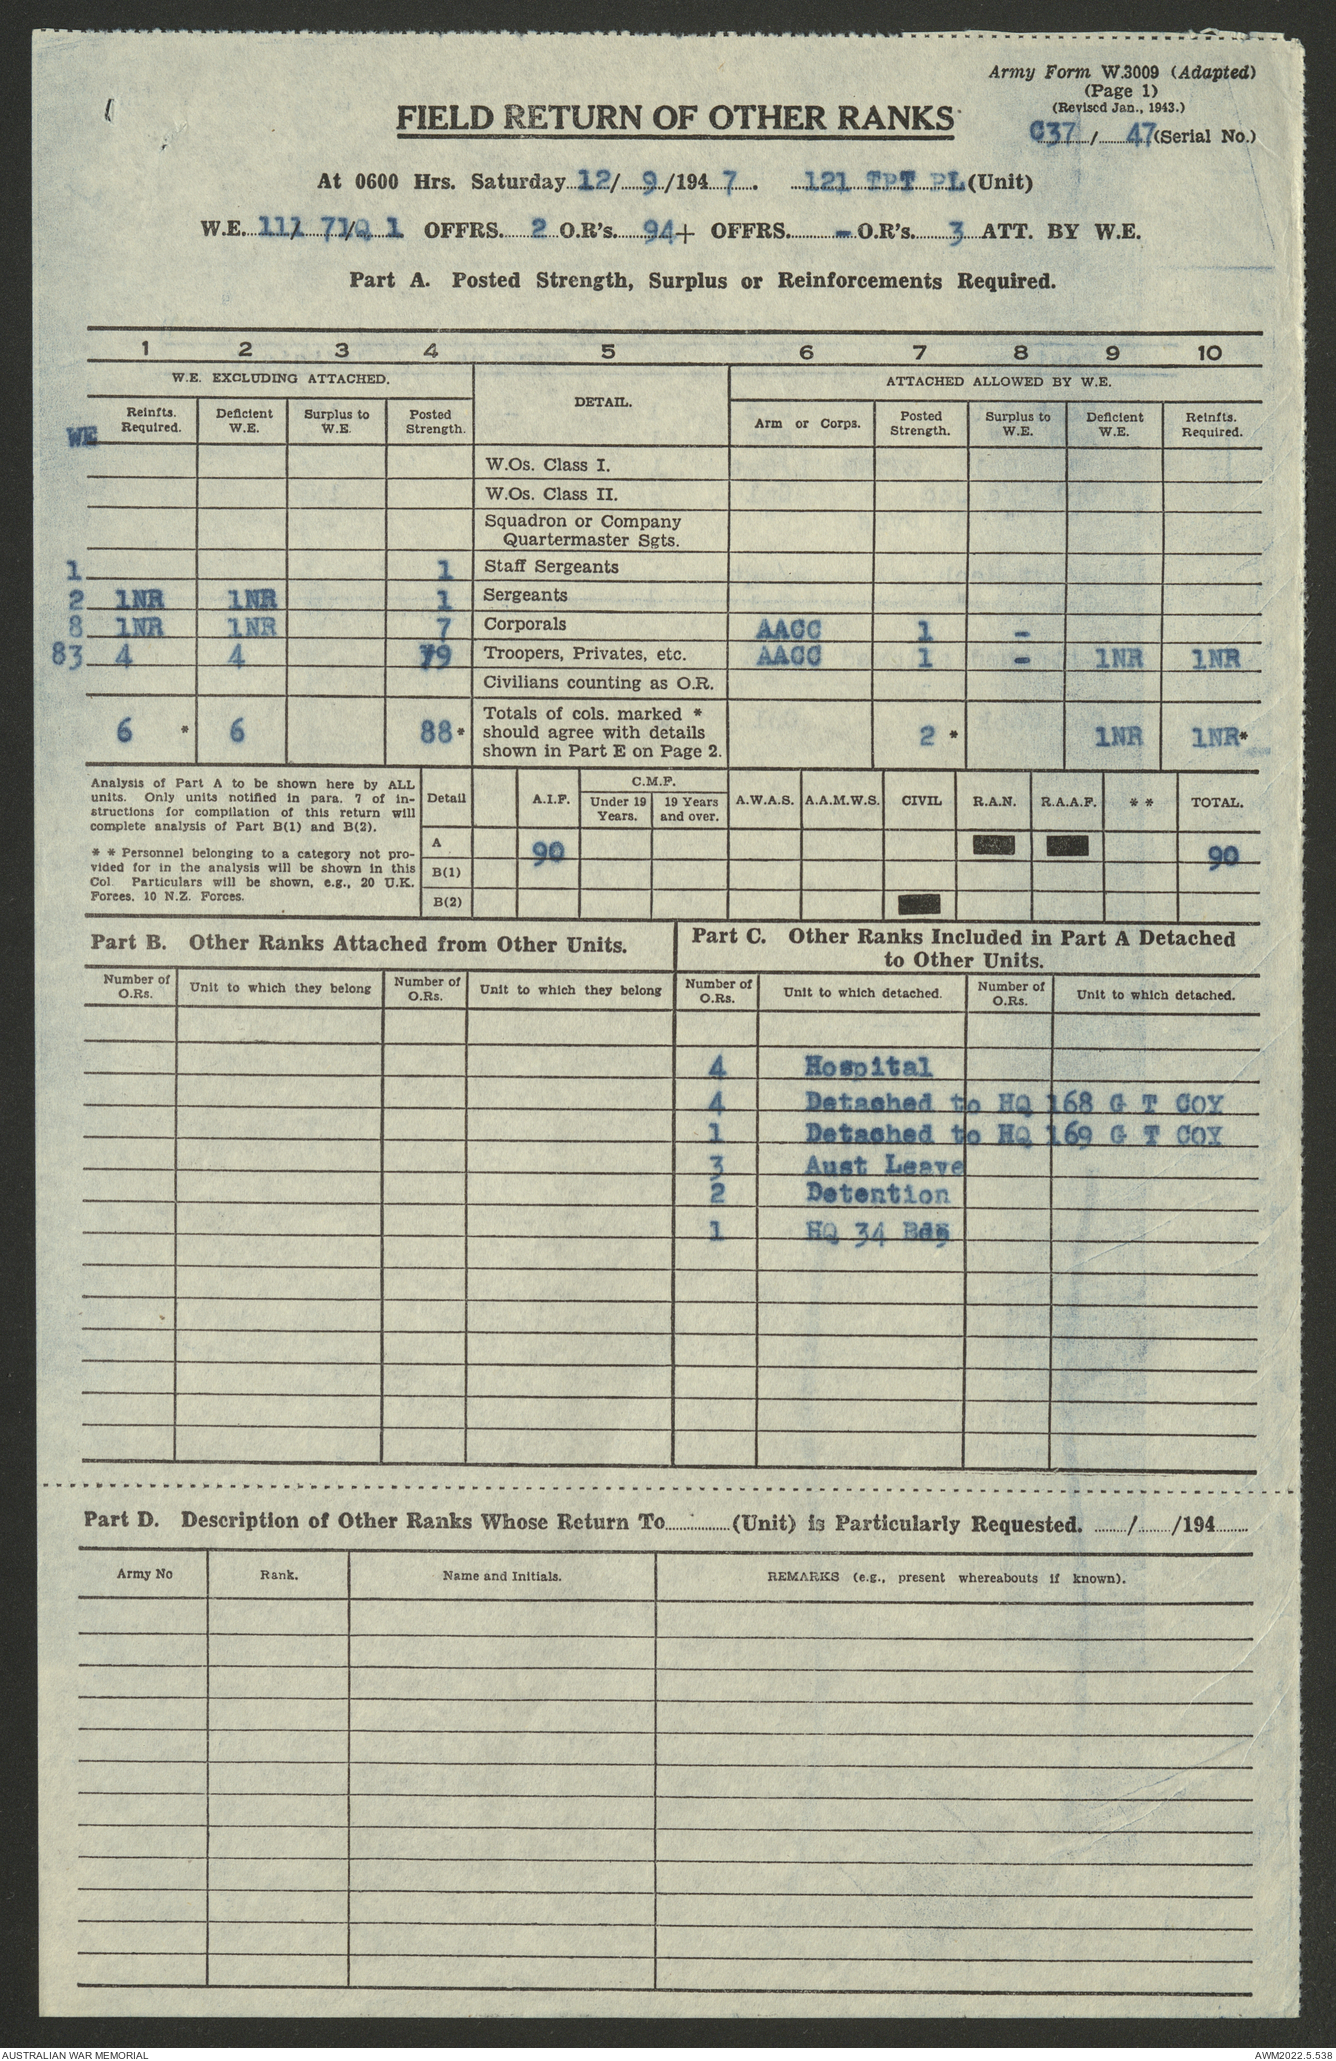 Army Form W.3009 (Adapted)
(Page 1)
(Revised Jan., 1943.)
FIELD RETURN OF OTHER RANKS
C37 / 47 (Serial No.)
At 0600 Hrs. Saturday 12/ 9 /194 7 . 121 TPT PL (Unit)
W.E. 111/ 71/Q 1 OFFRS. 2 O.R's. 94 + OFFRS. - O.R's. 3 ATT. BY W.E.
Part A. Posted Strength, Surplus or Reinforcements Required.
1 2 3 4 5 6 7 8 9 10
W.E. EXCLUDING ATTACHED. DETAIL. ATTACHED ALLOWED BY W.E.
WE Reinfts. Required. Deficient W.E. Surplus to W.E. Posted Strength. Arm or Corps. Posted Strength. Surplus to W.E. Deficient W.E. Reinfts. Required.
W.Os. Class I.
W.Os. Class II.
Squadron or Company
Quartermaster Sgts.
1 1 Staff Sergeants
2 1NR 1NR 1 Sergeants
8 1NR 1NR 7 Corporals AACC 1 -
83 4 4 79 Troopers, Privates, etc. AACC 1 - 1NR 1NR
Civilians counting as O.R.
6 * 6 88 * Totals of cols. marked * should agree with details shown in Part E on Page 2. 2 * 1NR 1NR*
Analysis of Part A to be shown here by ALL
units. Only units notified in para. 7 of in-
structions for compilation of this return will
complete analysis of Part B(1) and B(2).
* * Personnel belonging to a category not pro-
vided for in the analysis will be shown in this
Col. Particulars will be shown, e.g., 20 U.K.
Forces. 10 N.Z. Forces.
Detail A.I.F. C.M.F. Under 19 Years. 19 Years and over. A.W.A.S. A.A.M.W.S. CIVIL R.A.N. R.A.A.F. * * TOTAL.
A 90 90
B(1)
B(2)
Part B. Other Ranks Attached from Other Units.
Part C. Other Ranks Included in Part A Detached
to Other Units.
Number of O.Rs. Unit to which they belong Number of O.Rs. Unit to which they belong Number of O.Rs. Unit to which detached. Number of O.Rs. Unit to which detached.
4 Hospital
4 Detached to HQ 168 G T COY
1 Detached to HQ 169 G T COY
3 Aust Leave
2 Detention
1 HQ 34 Bde
Part D. Description of Other Ranks Whose Return To (Unit) is Particularly Requested. / /194
Army No Rank. Name and Initials. REMARKS (e.g., present whereabouts if known).
AUSTRALIAN WAR MEMORIAL AWM2022.5.538